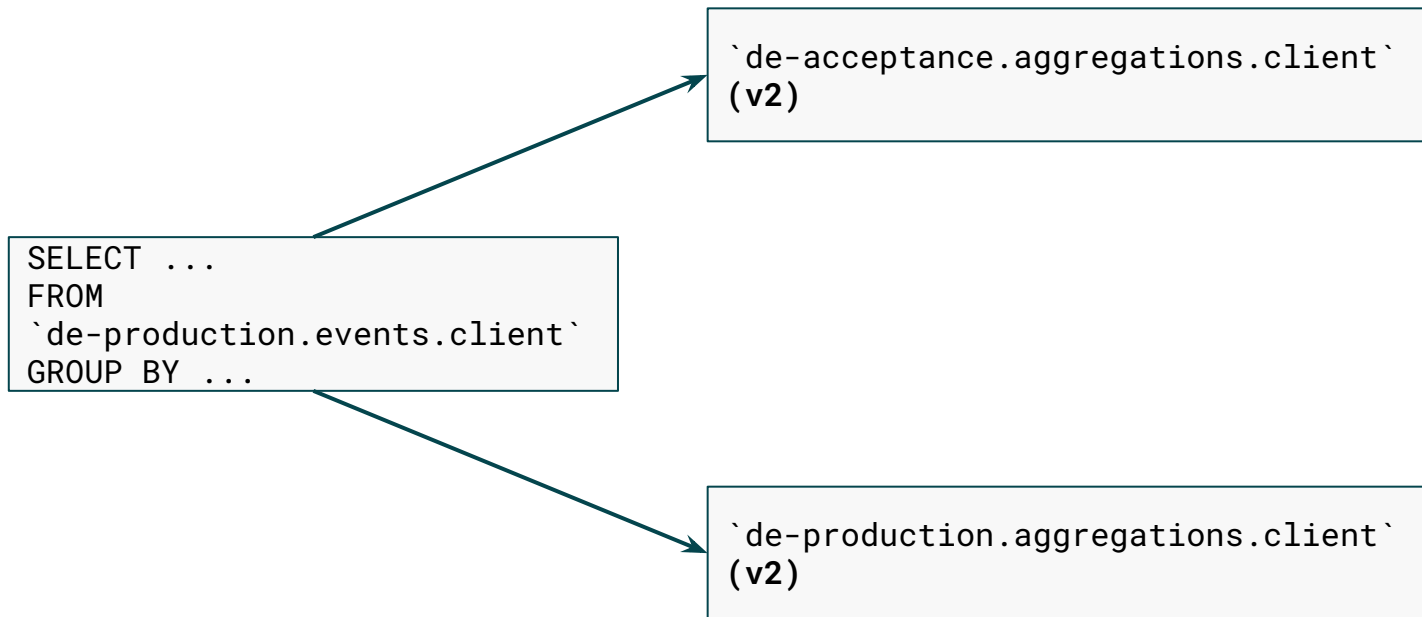 `de-acceptance.aggregations.client`
(v2)
SELECT ...
FROM
`de-production.events.client`
GROUP BY ...
`de-production.aggregations.client`
(v2)